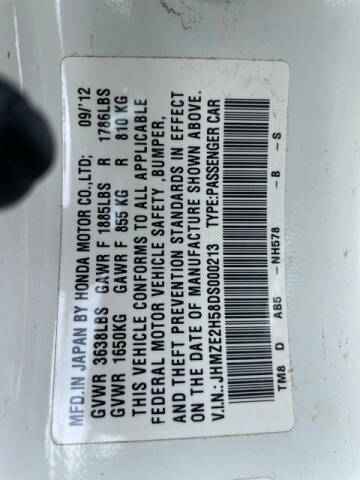 MFD.IN JAPAN BY HONDA MOTOR CO.,LTD; 09/'12
GVWR 3638LBS GAWR F 1885LBS R 1786LBS
GVWR 1650KG GAWR F 855 KG R 810 KG
THIS VEHICLE CONFORMS TO ALL APPLICABLE
FEDERAL MOTOR VEHICLE SAFETY ,BUMPER,
AND THEFT PREVENTION STANDARDS IN EFFECT
ON THE DATE OF MANUFACTURE SHOWN ABOVE.
V.I.N.:JHMZE2H58DS000213 TYPE:PASSENGER CAR
TM8 D AB5 -NH578 -B -S